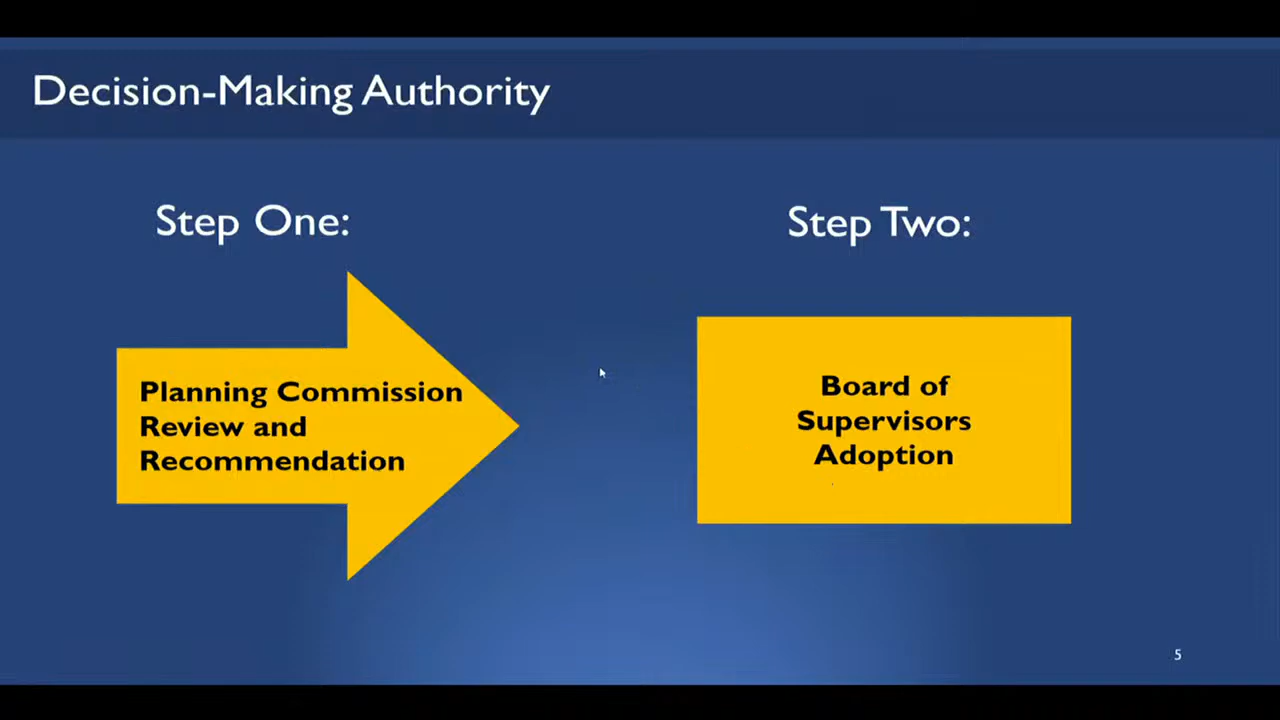 Decision-Making Authority
Step One:
Planning Commission
Review and
Recommendation
Step Two:
Board of
Supervisors
Adoption
5